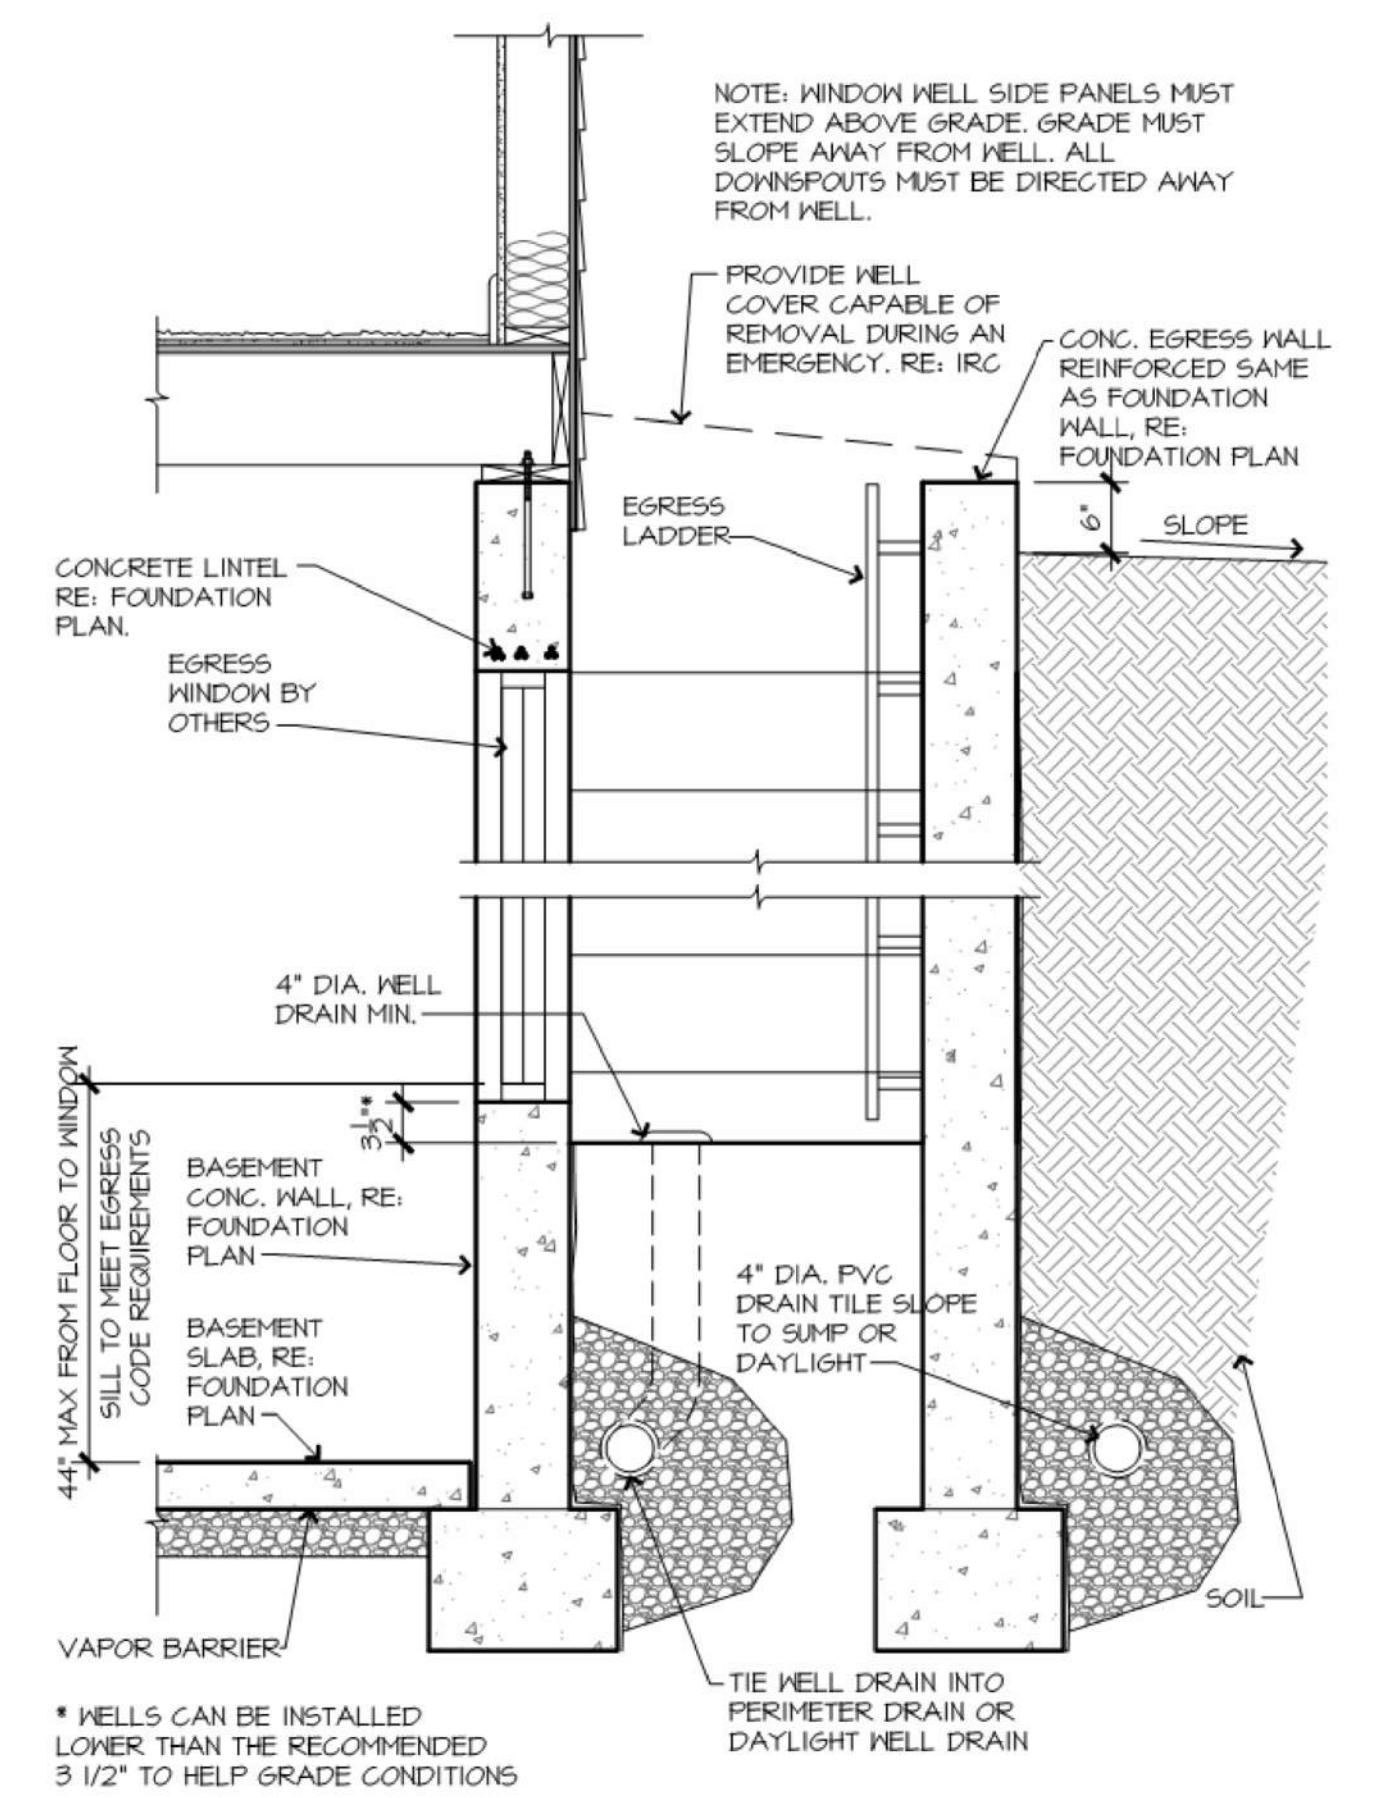 NOTE: WINDOW WELL SIDE PANELS MUST
EXTEND ABOVE GRADE. GRADE MUST
SLOPE AWAY FROM WELL. ALL
DOWNSPOUTS MUST BE DIRECTED AWAY
FROM WELL.
PROVIDE WELL
COVER CAPABLE OF
REMOVAL DURING AN
EMERGENCY. RE: IRC
CONC. EGRESS WALL
REINFORCED SAME
AS FOUNDATION
WALL, RE:
FOUNDATION PLAN
EGRESS
LADDER
6"
SLOPE
CONCRETE LINTEL
RE: FOUNDATION
PLAN.
EGRESS
WINDOW BY
OTHERS
4" DIA. WELL
DRAIN MIN.
44" MAX FROM FLOOR TO WINDOW
SILL TO MEET EGRESS
CODE REQUIREMENTS
3 1/2"*
BASEMENT
CONC. WALL, RE:
FOUNDATION
PLAN
4" DIA. PVC
DRAIN TILE SLOPE
TO SUMP OR
DAYLIGHT
BASEMENT
SLAB, RE:
FOUNDATION
PLAN
SOIL
VAPOR BARRIER
TIE WELL DRAIN INTO
PERIMETER DRAIN OR
DAYLIGHT WELL DRAIN
* WELLS CAN BE INSTALLED
LOWER THAN THE RECOMMENDED
3 1/2" TO HELP GRADE CONDITIONS